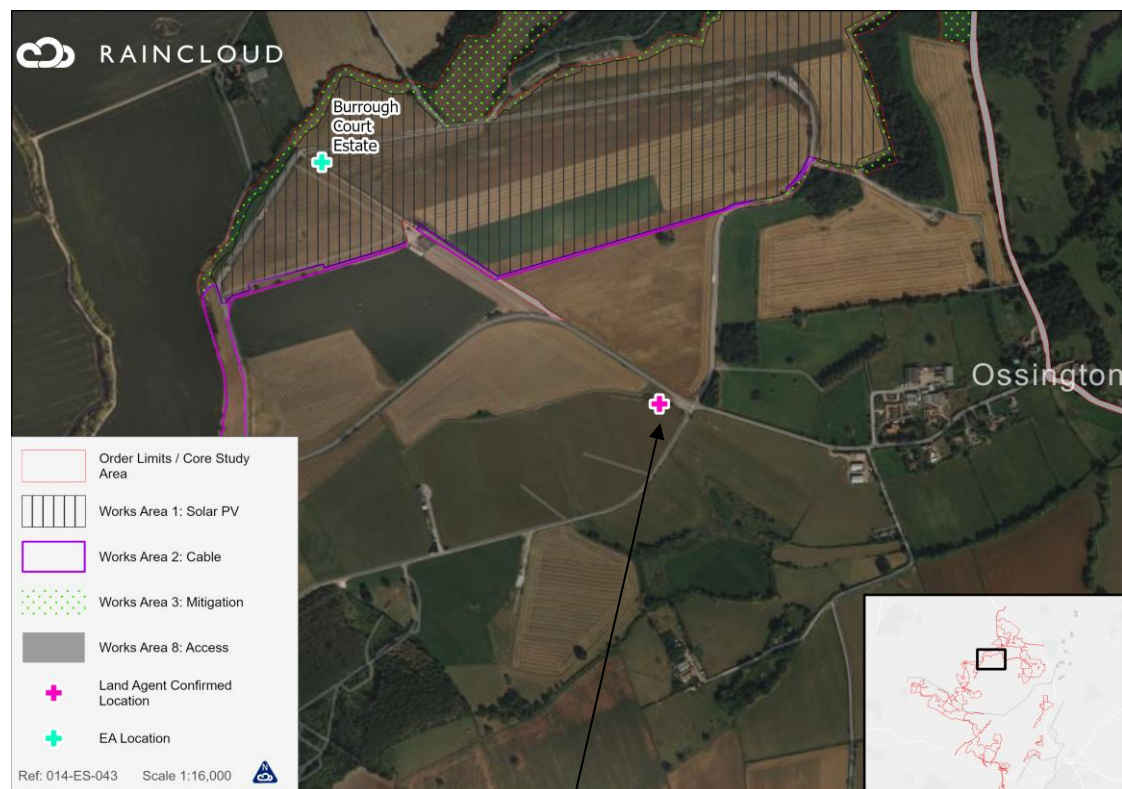 RAINCLOUD
Burrough
Court
Estate
Ossington
Order Limits / Core Study
Area
Works Area 1: Solar PV
Works Area 2: Cable
Works Area 3: Mitigation
Works Area 8: Access
Land Agent Confirmed
Location
EA Location
Ref: 014-ES-043 Scale 1:16,000
N